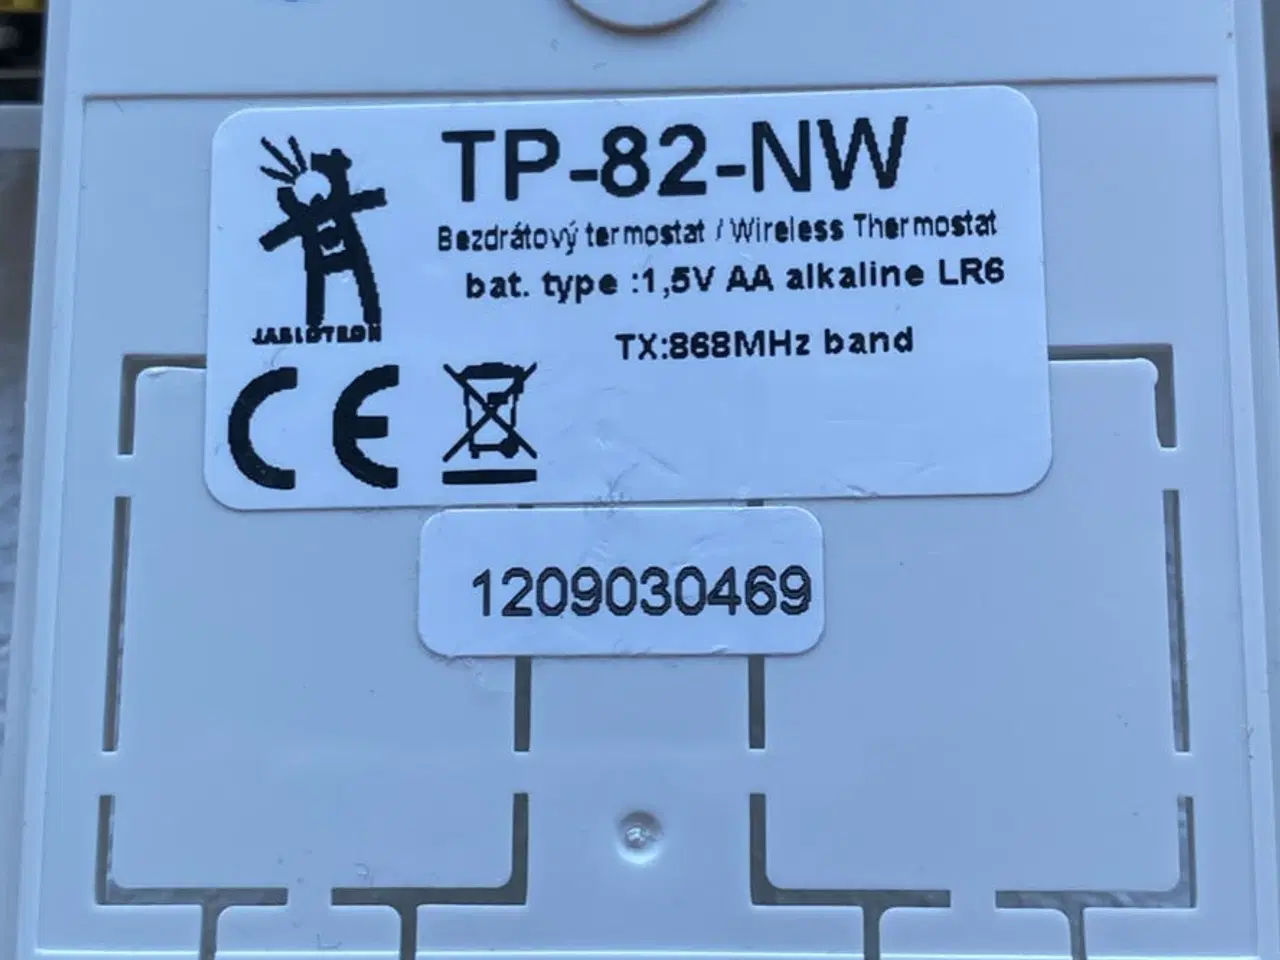 TP-82-NW
Bezdrátový termostat / Wireless Thermostat
bat. type :1,5V AA alkaline LR6
TX:868MHz band
JABLOTRON
CE
1209030469